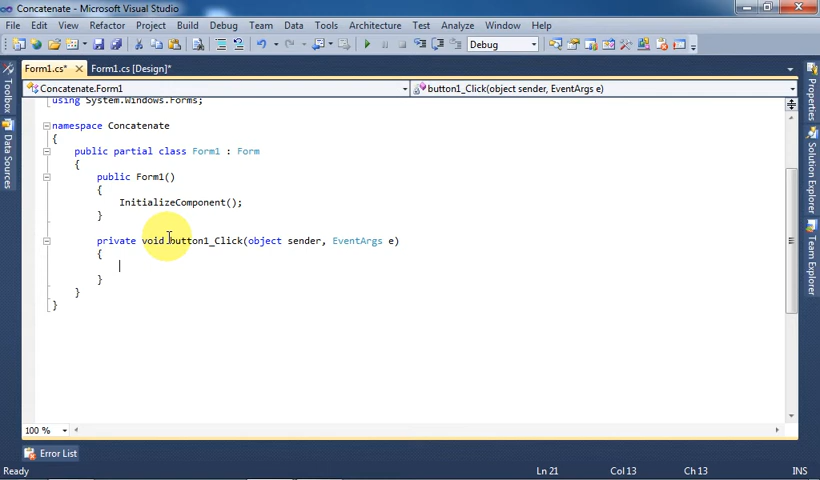 Concatenate - Microsoft Visual Studio
File Edit View Refactor Project Build Debug Team Data Tools Architecture Test Analyze Window Help
Debug
Form1.cs* Form1.cs [Design]*
Concatenate.Form1 button1_Click(object sender, EventArgs e)
using System.Windows.Forms;
namespace Concatenate
{
public partial class Form1 : Form
{
public Form1()
{
InitializeComponent();
}
private void button1_Click(object sender, EventArgs e)
{
}
}
}
Toolbox
Data Sources
Properties
Solution Explorer
Team Explorer
100 %
Error List
Ready Ln 21 Col 13 Ch 13 INS